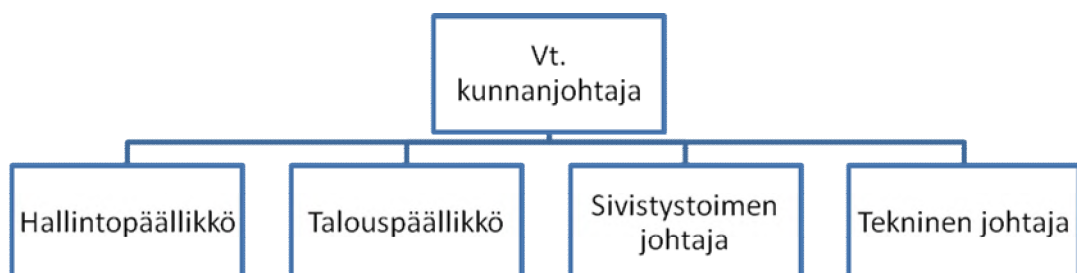 Vt.
kunnanjohtaja
Hallintopäällikkö
Talouspäällikkö
Sivistystoimen
johtaja
Tekninen johtaja